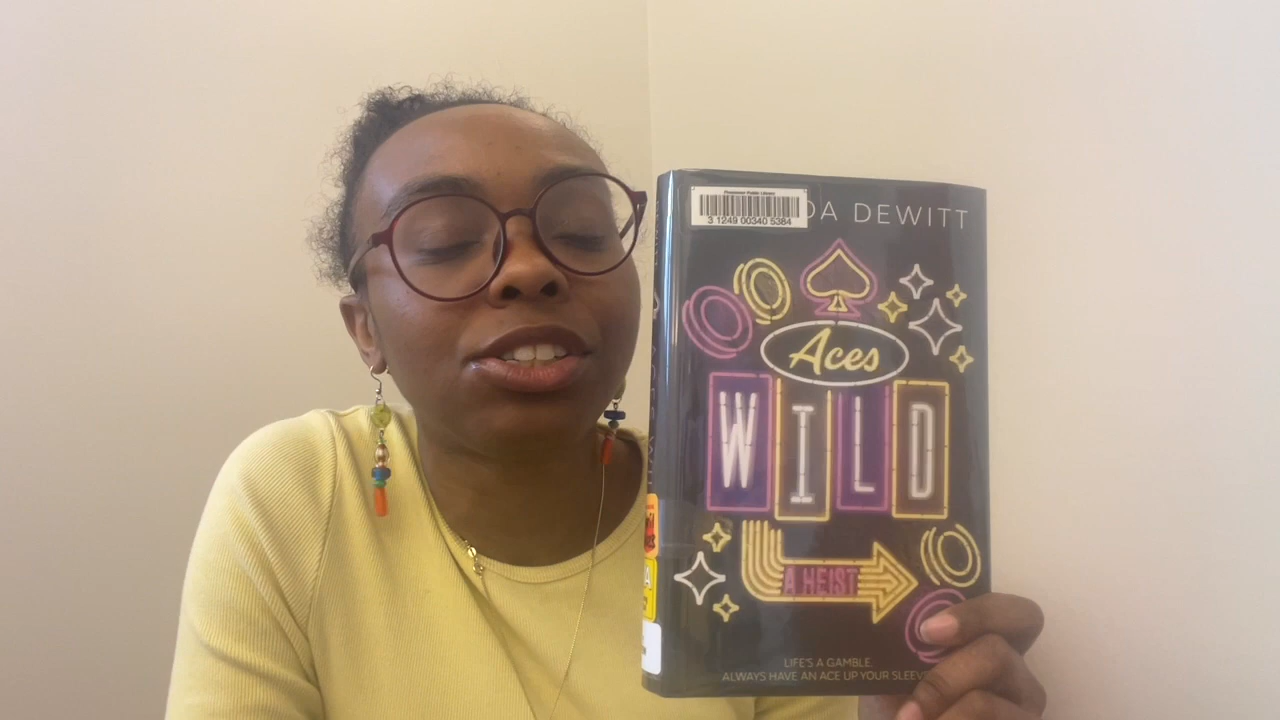 3 1249 00340 5384
DA DEWITT
Aces
WILD
A HEIST
LIFE'S A GAMBLE.
ALWAYS HAVE AN ACE UP YOUR SLEEVE